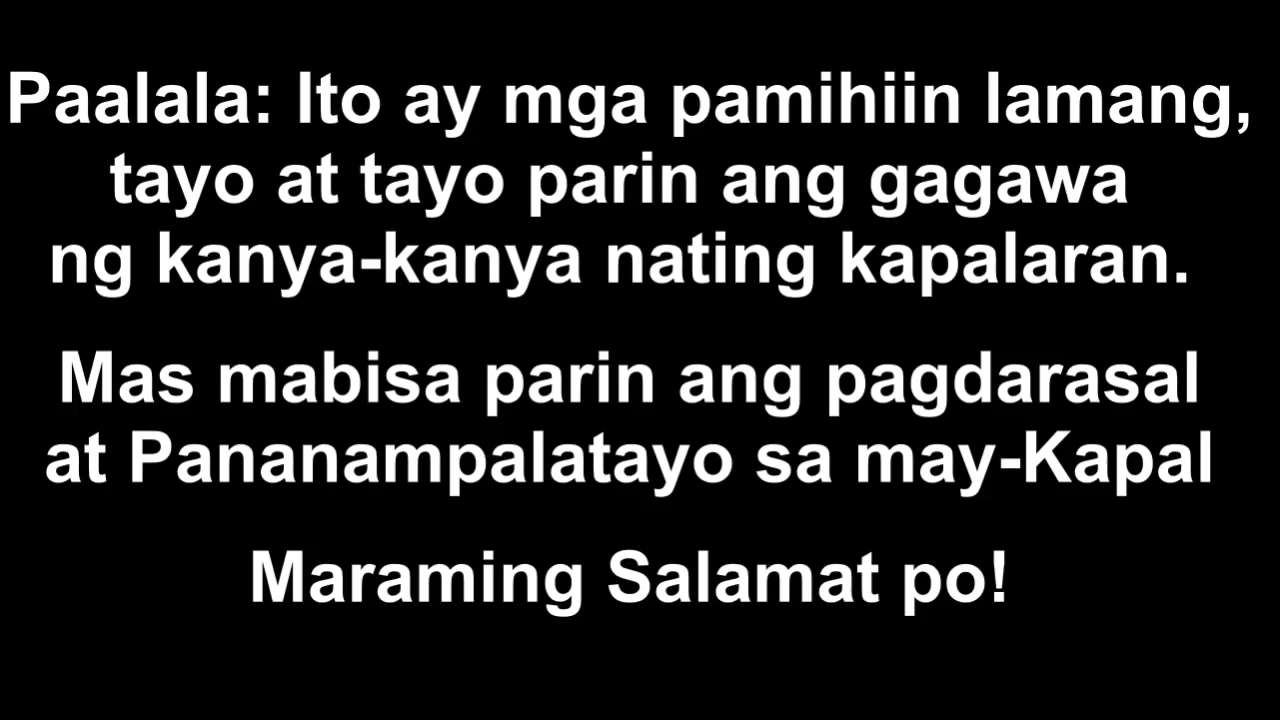 Paalala: Ito ay mga pamihiin lamang,
tayo at tayo parin ang gagawa
ng kanya-kanya nating kapalaran.
Mas mabisa parin ang pagdarasal
at Pananampalatayo sa may-Kapal
Maraming Salamat po!